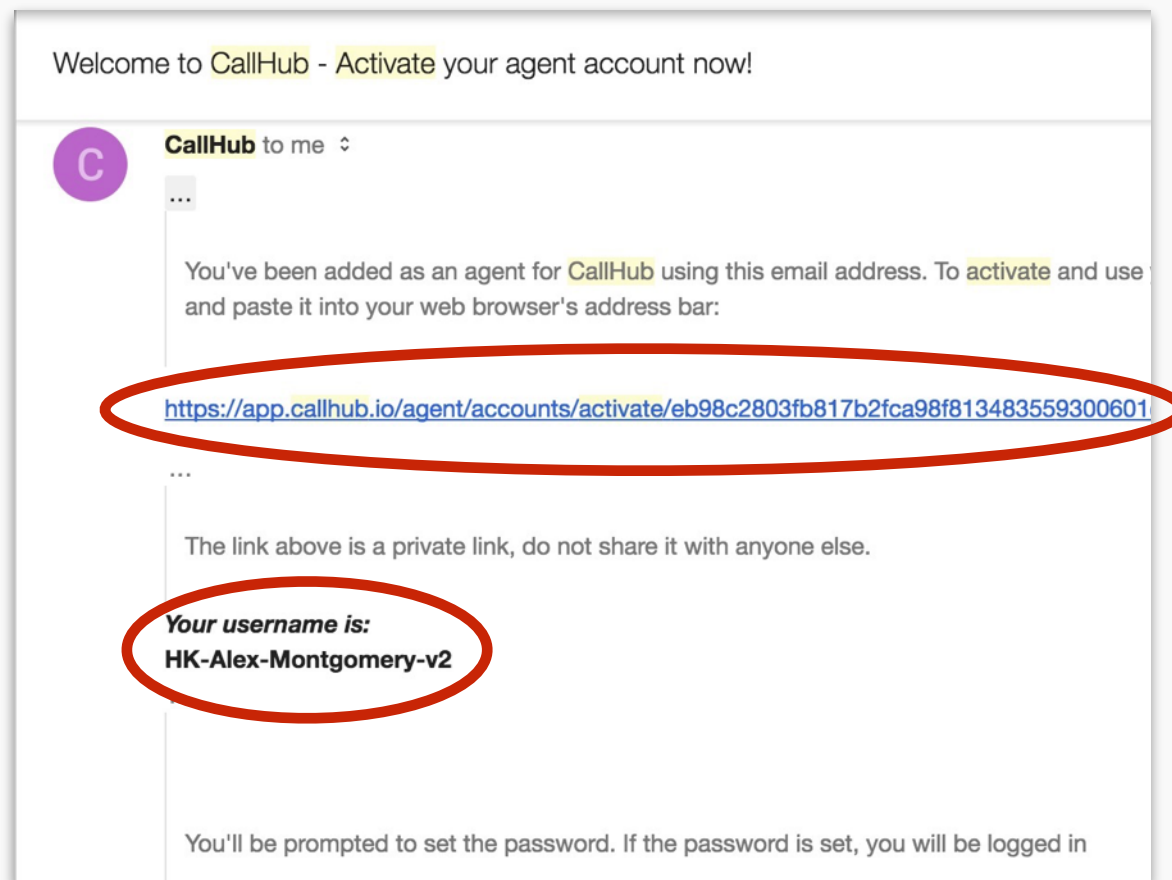 Welcome to CallHub - Activate your agent account now!
C
CallHub to me
...
You've been added as an agent for CallHub using this email address. To activate and use
and paste it into your web browser's address bar:
https://app.callhub.io/agent/accounts/activate/eb98c2803fb817b2fca98f813483559300601
...
The link above is a private link, do not share it with anyone else.
Your username is:
HK-Alex-Montgomery-v2
You'll be prompted to set the password. If the password is set, you will be logged in